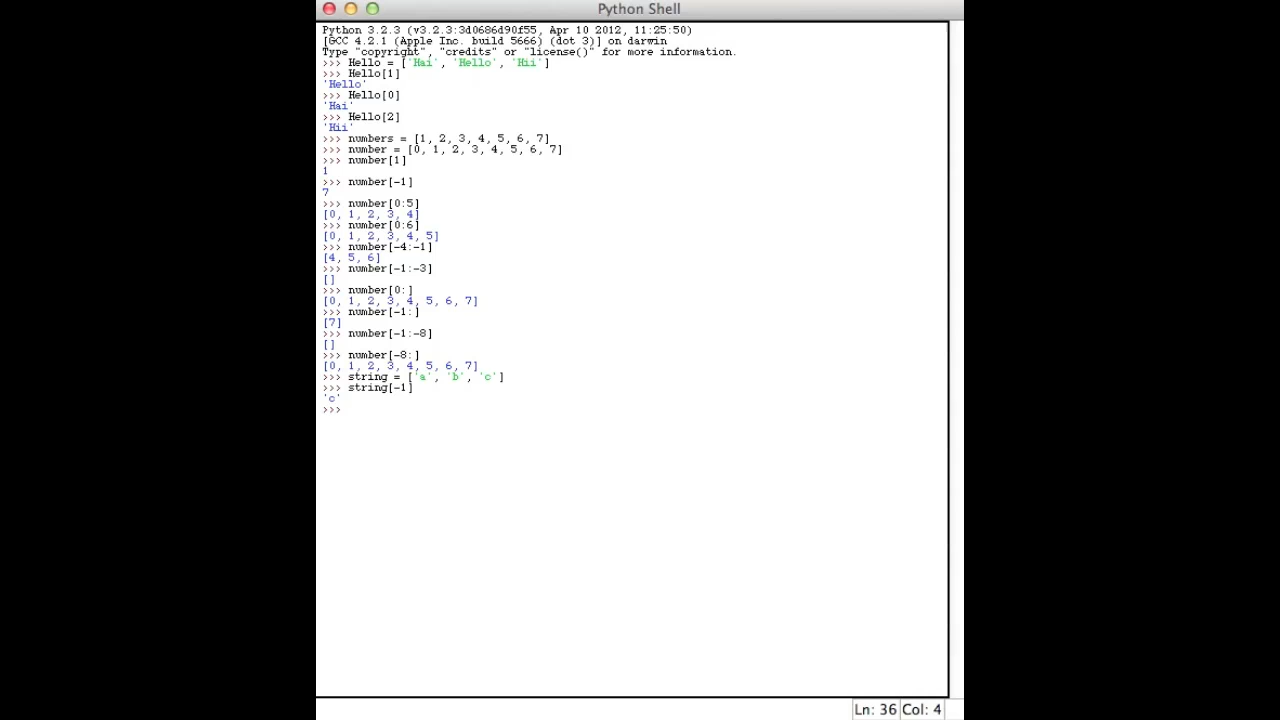 Python Shell
Python 3.2.3 (v3.2.3:3d0686d90f55, Apr 10 2012, 11:25:50)
[GCC 4.2.1 (Apple Inc. build 5666) (dot 3)] on darwin
Type "copyright", "credits" or "license()" for more information.
>>> Hello = ['Hai', 'Hello', 'Hii']
>>> Hello[1]
'Hello'
>>> Hello[0]
'Hai'
>>> Hello[2]
'Hii'
>>> numbers = [1, 2, 3, 4, 5, 6, 7]
>>> number = [0, 1, 2, 3, 4, 5, 6, 7]
>>> number[1]
1
>>> number[-1]
7
>>> number[0:5]
[0, 1, 2, 3, 4]
>>> number[0:6]
[0, 1, 2, 3, 4, 5]
>>> number[-4:-1]
[4, 5, 6]
>>> number[-1:-3]
[]
>>> number[0:]
[0, 1, 2, 3, 4, 5, 6, 7]
>>> number[-1:]
[7]
>>> number[-1:-8]
[]
>>> number[-8:]
[0, 1, 2, 3, 4, 5, 6, 7]
>>> string = ['a', 'b', 'c']
>>> string[-1]
'c'
>>>
Ln: 36 Col: 4